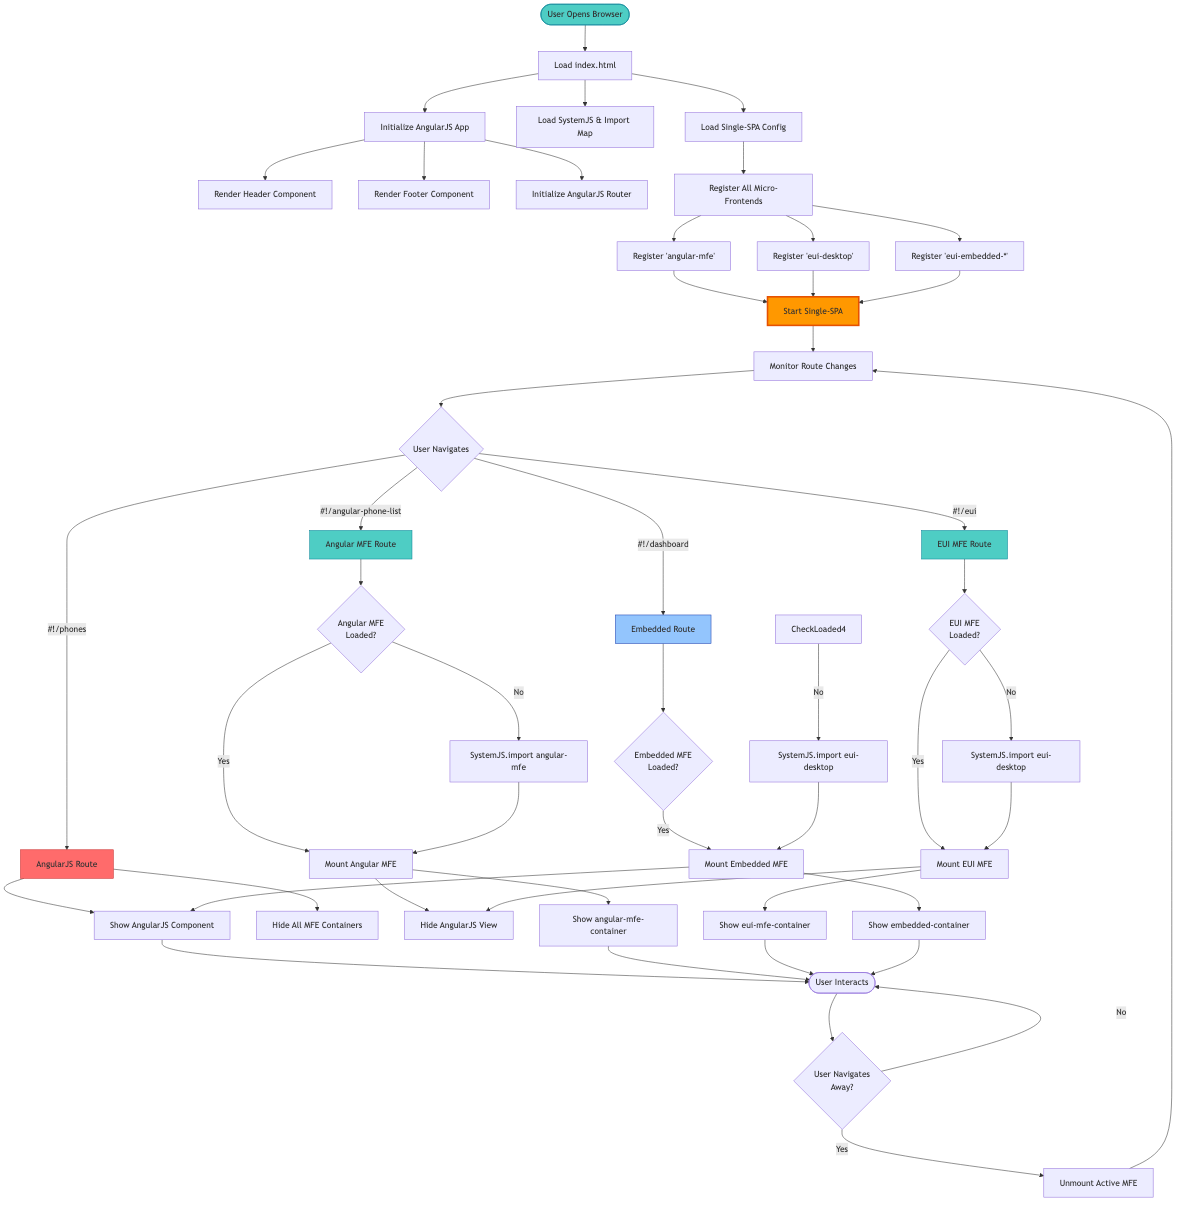 User Opens Browser
Load index.html
Initialize AngularJS App
Load SystemJS & Import
Map
Load Single-SPA Config
Render Header Component
Render Footer Component
Initialize AngularJS Router
Register All Micro-
Frontends
Register 'angular-mfe'
Register 'eui-desktop'
Register 'eui-embedded-*'
Start Single-SPA
Monitor Route Changes
User Navigates
#!/angular-phone-list
#!/eui
Angular MFE Route
#!/dashboard
EUI MFE Route
#!/phones
Angular MFE
Loaded?
Embedded Route
CheckLoaded4
EUI MFE
Loaded?
No
No
No
Yes
SystemJS.import angular-
mfe
Embedded MFE
Loaded?
SystemJS.import eui-
desktop
Yes
SystemJS.import eui-
desktop
Yes
AngularJS Route
Mount Angular MFE
Mount Embedded MFE
Mount EUI MFE
Show AngularJS Component
Hide All MFE Containers
Hide AngularJS View
Show angular-mfe-
container
Show eui-mfe-container
Show embedded-container
User Interacts
No
User Navigates
Away?
Yes
Unmount Active MFE